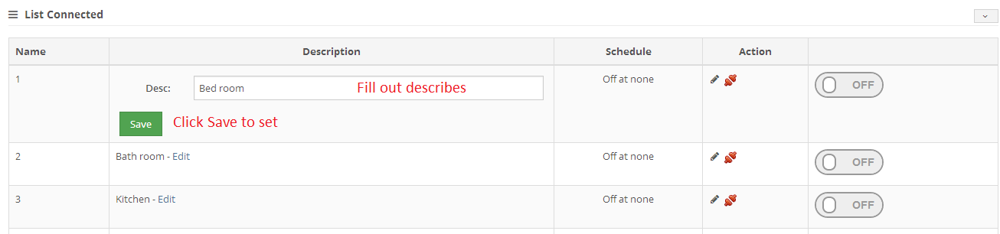 List Connected
Name Description Schedule Action
1 Desc: Bed room Fill out describes Off at none OFF
Save Click Save to set
2 Bath room - Edit Off at none OFF
3 Kitchen - Edit Off at none OFF